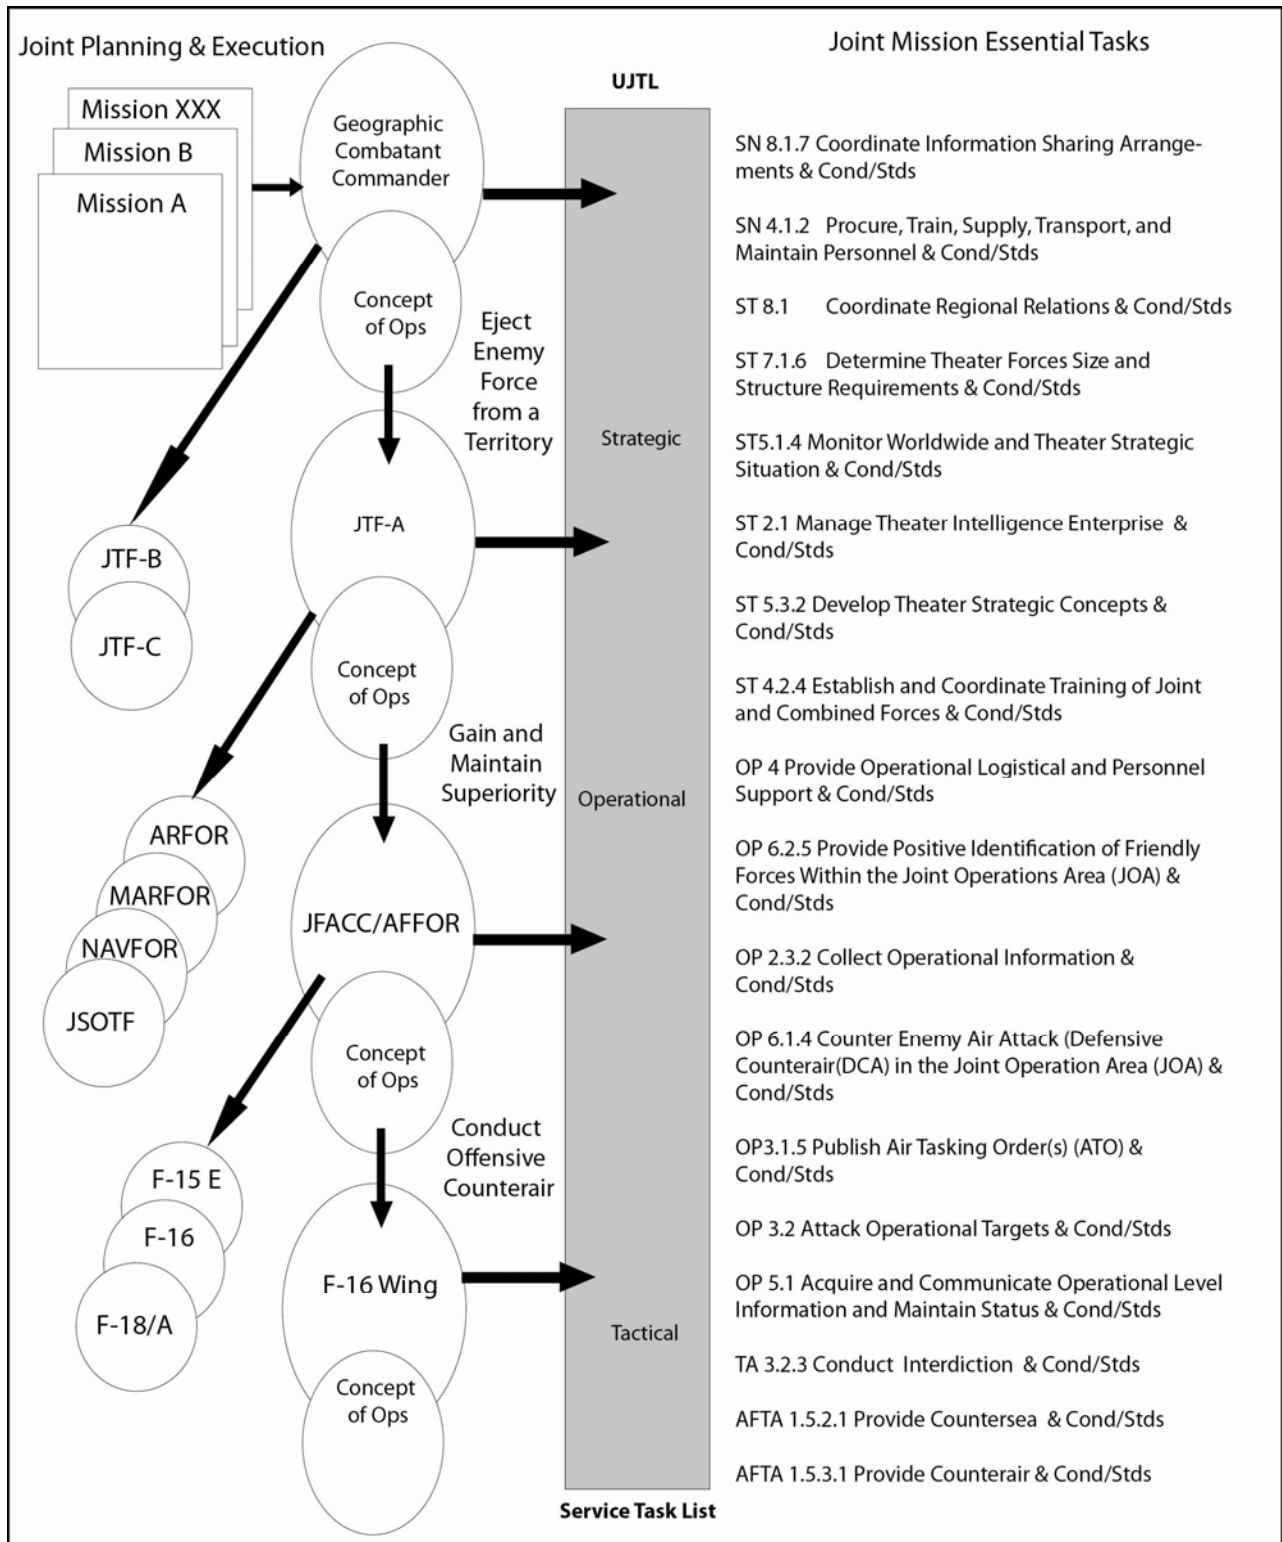 Joint Planning & Execution
Mission XXX
Mission B
Mission A
Geographic
Combatant
Commander
Concept
of Ops
Eject
Enemy
Force
from a
Territory
JTF-A
JTF-B
JTF-C
Concept
of Ops
Gain and
Maintain
Superiority
ARFOR
MARFOR
NAVFOR
JSOTF
JFACC/AFFOR
Concept
of Ops
Conduct
Offensive
Counterair
F-15 E
F-16
F-18/A
F-16 Wing
Concept
of Ops
UJTL
Strategic
Operational
Tactical
Service Task List
Joint Mission Essential Tasks
SN 8.1.7 Coordinate Information Sharing Arrange-
ments & Cond/Stds
SN 4.1.2 Procure, Train, Supply, Transport, and
Maintain Personnel & Cond/Stds
ST 8.1 Coordinate Regional Relations & Cond/Stds
ST 7.1.6 Determine Theater Forces Size and
Structure Requirements & Cond/Stds
ST5.1.4 Monitor Worldwide and Theater Strategic
Situation & Cond/Stds
ST 2.1 Manage Theater Intelligence Enterprise &
Cond/Stds
ST 5.3.2 Develop Theater Strategic Concepts &
Cond/Stds
ST 4.2.4 Establish and Coordinate Training of Joint
and Combined Forces & Cond/Stds
OP 4 Provide Operational Logistical and Personnel
Support & Cond/Stds
OP 6.2.5 Provide Positive Identification of Friendly
Forces Within the Joint Operations Area (JOA) &
Cond/Stds
OP 2.3.2 Collect Operational Information &
Cond/Stds
OP 6.1.4 Counter Enemy Air Attack (Defensive
Counterair(DCA) in the Joint Operation Area (JOA) &
Cond/Stds
OP3.1.5 Publish Air Tasking Order(s) (ATO) &
Cond/Stds
OP 3.2 Attack Operational Targets & Cond/Stds
OP 5.1 Acquire and Communicate Operational Level
Information and Maintain Status & Cond/Stds
TA 3.2.3 Conduct Interdiction & Cond/Stds
AFTA 1.5.2.1 Provide Countersea & Cond/Stds
AFTA 1.5.3.1 Provide Counterair & Cond/Stds